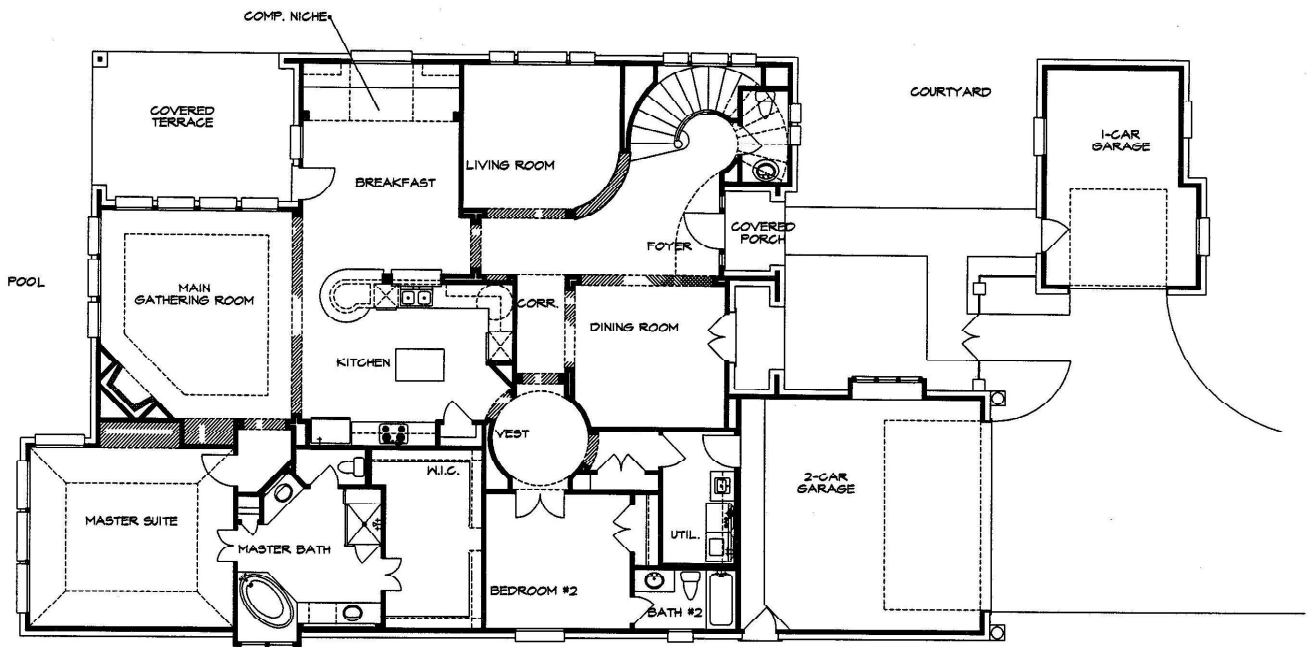 COMP. NICHE
COVERED
TERRACE
COURTYARD
1-CAR
GARAGE
LIVING ROOM
BREAKFAST
COVERED
PORCH
FOYER
POOL
MAIN
GATHERING ROOM
CORR.
DINING ROOM
KITCHEN
VEST
W.I.C.
2-CAR
GARAGE
MASTER SUITE
MASTER BATH
UTIL.
BEDROOM #2
BATH #2